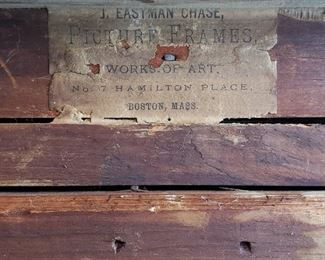 J. EASTMAN CHASE,
PICTURE FRAMES,
WORKS OF ART.
No. 7 HAMILTON PLACE,
BOSTON, MASS.